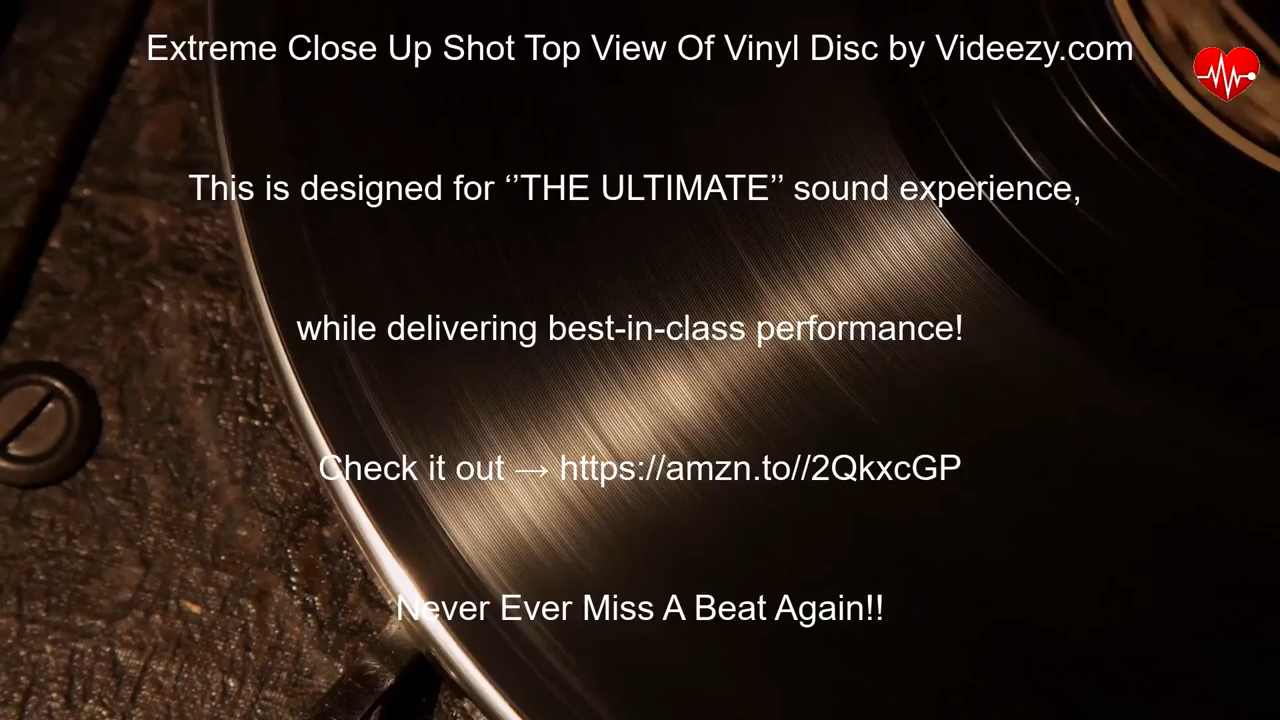 Extreme Close Up Shot Top View Of Vinyl Disc by Videezy.com
This is designed for ‘’THE ULTIMATE’’ sound experience,
while delivering best-in-class performance!
Check it out → https://amzn.to//2QkxcGP
Never Ever Miss A Beat Again!!